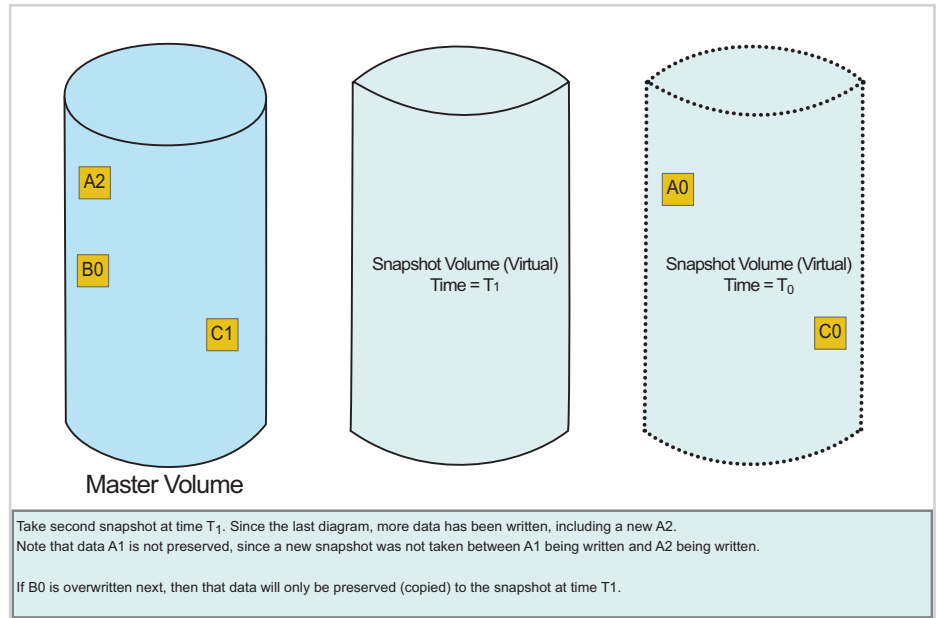 A2
B0
C1
Master Volume
Snapshot Volume (Virtual)
Time = T1
A0
Snapshot Volume (Virtual)
Time = T0
C0
Take second snapshot at time T1. Since the last diagram, more data has been written, including a new A2.
Note that data A1 is not preserved, since a new snapshot was not taken between A1 being written and A2 being written.
If B0 is overwritten next, then that data will only be preserved (copied) to the snapshot at time T1.